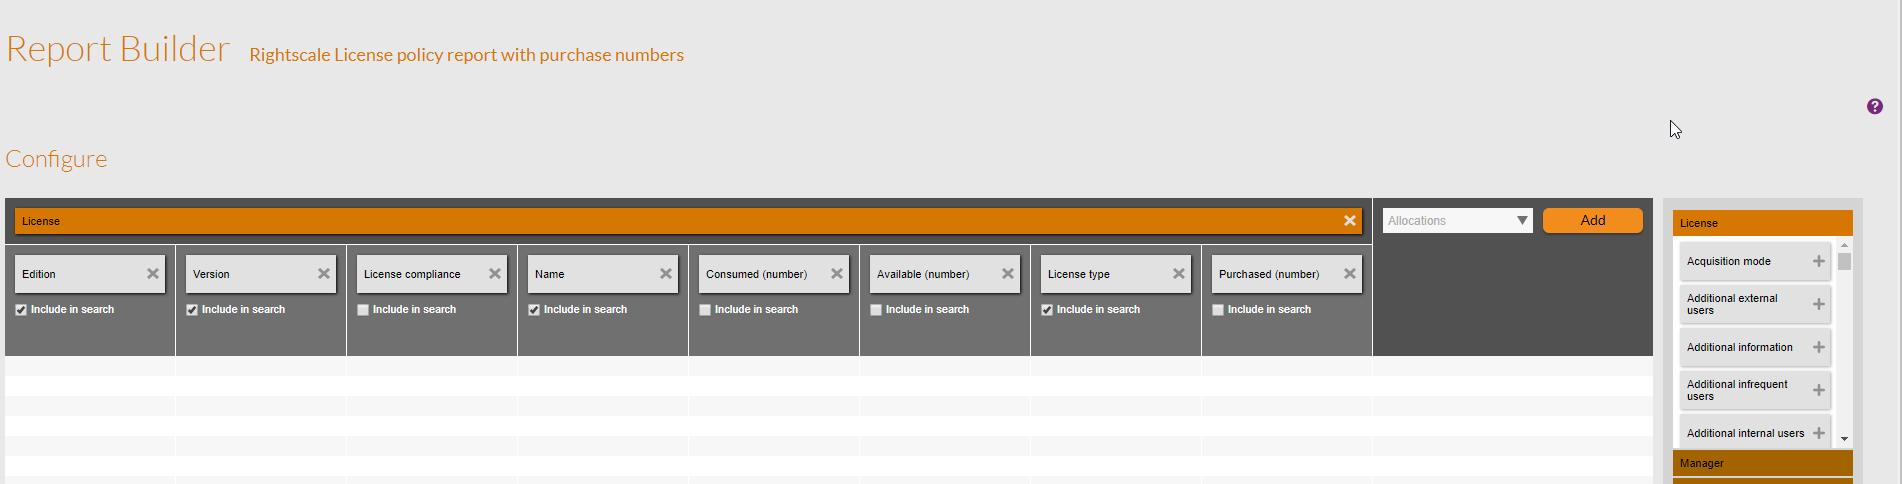 Report Builder Rightscale License policy report with purchase numbers
?
Configure
License
Allocations
Add
Edition
Version
License compliance
Name
Consumed (number)
Available (number)
License type
Purchased (number)
Include in search
Include in search
Include in search
Include in search
Include in search
Include in search
Include in search
Include in search
License
Acquisition mode
Additional external
users
Additional information
Additional infrequent
users
Additional internal users
Manager